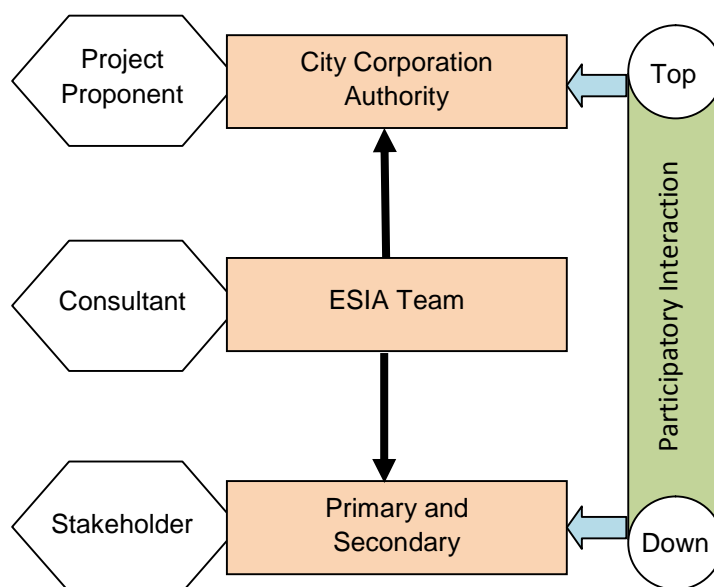 Project
Proponent
City Corporation
Authority
Top
Consultant
ESIA Team
Participatory Interaction
Stakeholder
Primary and
Secondary
Down